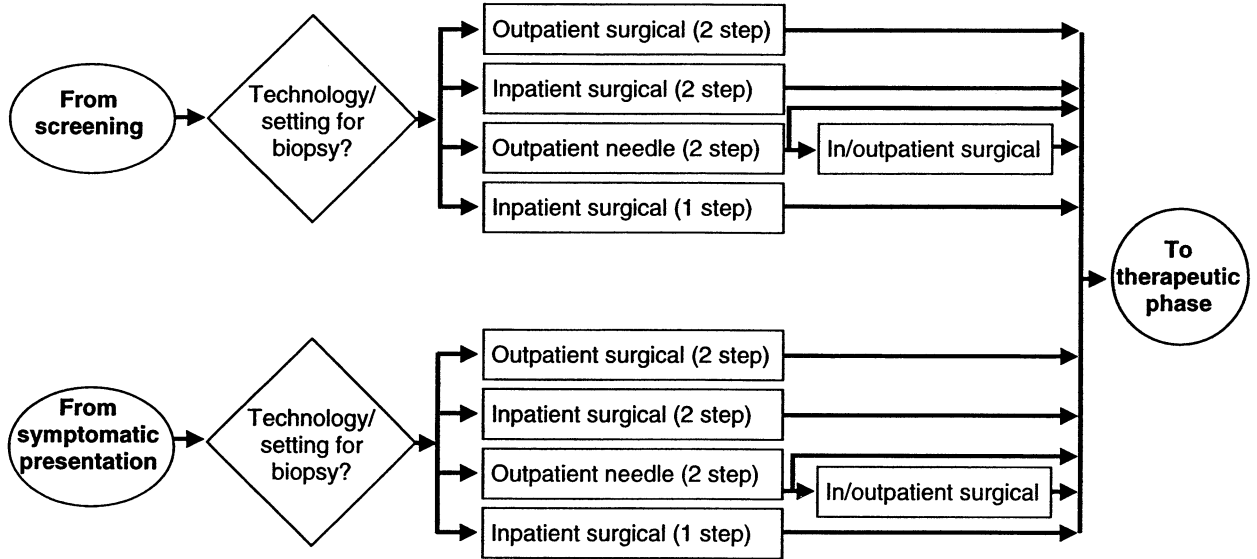 From
screening
Technology/
setting for
biopsy?
Outpatient surgical (2 step)
Inpatient surgical (2 step)
Outpatient needle (2 step)
In/outpatient surgical
Inpatient surgical (1 step)
To
therapeutic
phase
From
symptomatic
presentation
Technology/
setting for
biopsy?
Outpatient surgical (2 step)
Inpatient surgical (2 step)
Outpatient needle (2 step)
In/outpatient surgical
Inpatient surgical (1 step)